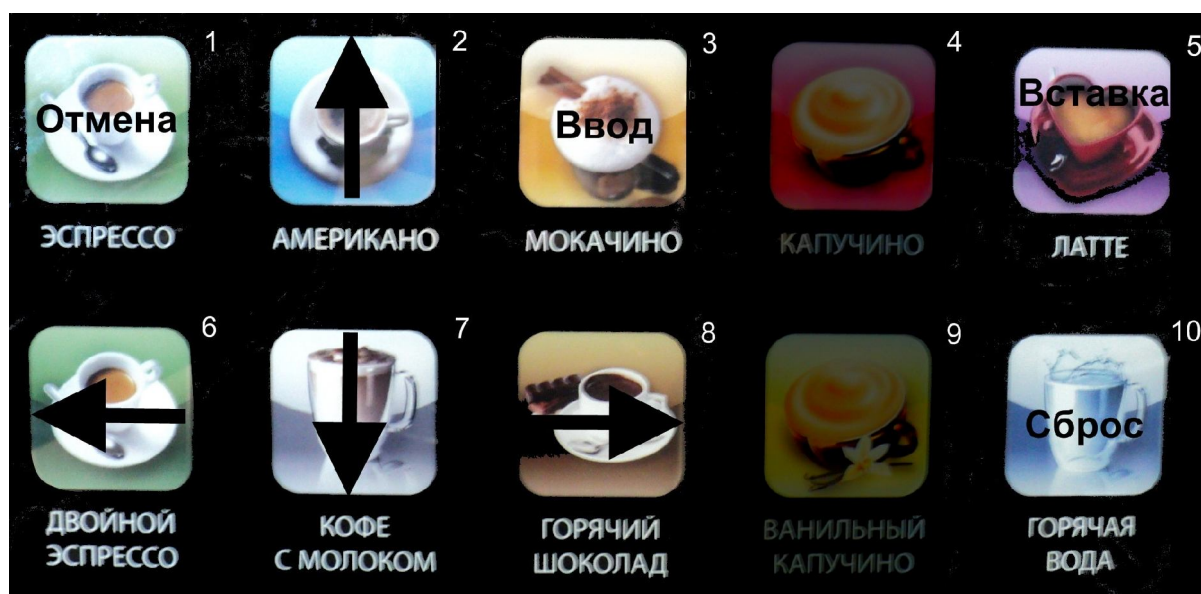 1
2
3
4
5
Отмена
Ввод
Вставка
ЭСПРЕССО
АМЕРИКАНО
МОКАЧИНО
КАПУЧИНО
ЛАТТЕ
6
7
8
9
10
Сброс
ДВОЙНОЙ
ЭСПРЕССО
КОФЕ
С МОЛОКОМ
ГОРЯЧИЙ
ШОКОЛАД
ВАНИЛЬНЫЙ
КАПУЧИНО
ГОРЯЧАЯ
ВОДА